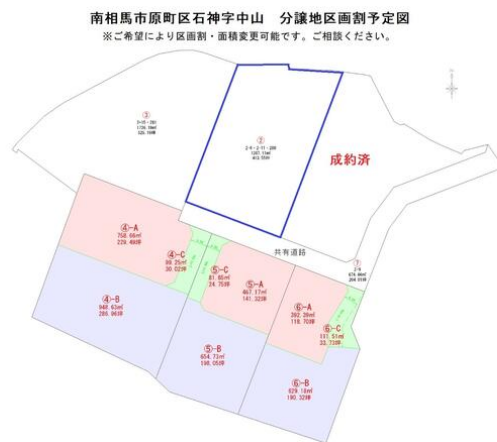 南相馬市原町区石神字中山　分譲地区画割予定図
※ご希望により区画割・面積変更可能です。ご相談ください。
③
②
成約済
④-A
758.66㎡
229.49坪
④-C
99.25㎡
30.02坪
⑤-C
81.85㎡
24.75坪
⑤-A
467.17㎡
141.32坪
共有道路
⑦
⑥-A
392.39㎡
118.70坪
⑥-C
111.51㎡
33.73坪
④-B
948.63㎡
286.96坪
⑤-B
654.73㎡
198.05坪
⑥-B
629.16㎡
190.32坪